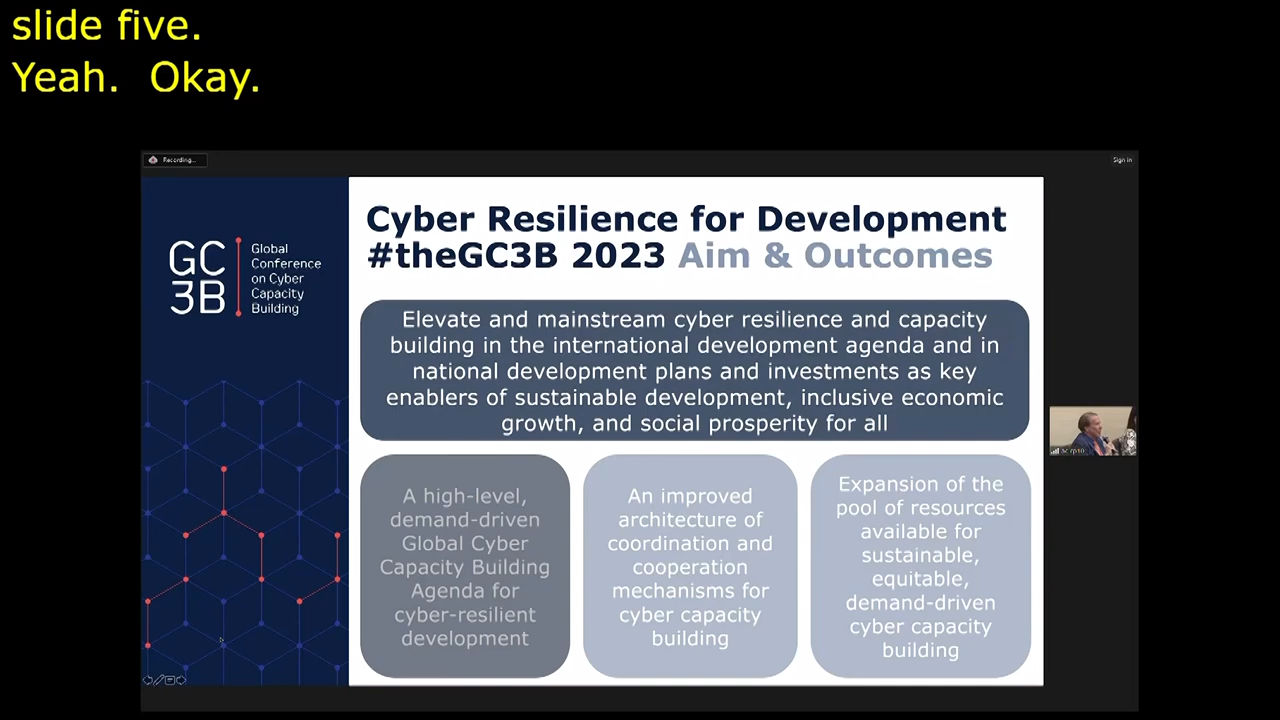 slide five.
Yeah.  Okay.
Recording...
Sign in
GC
3B
Global
Conference
on Cyber
Capacity
Building
Cyber Resilience for Development
#theGC3B 2023 Aim & Outcomes
Elevate and mainstream cyber resilience and capacity
building in the international development agenda and in
national development plans and investments as key
enablers of sustainable development, inclusive economic
growth, and social prosperity for all
A high-level,
demand-driven
Global Cyber
Capacity Building
Agenda for
cyber-resilient
development
An improved
architecture of
coordination and
cooperation
mechanisms for
cyber capacity
building
Expansion of the
pool of resources
available for
sustainable,
equitable,
demand-driven
cyber capacity
building